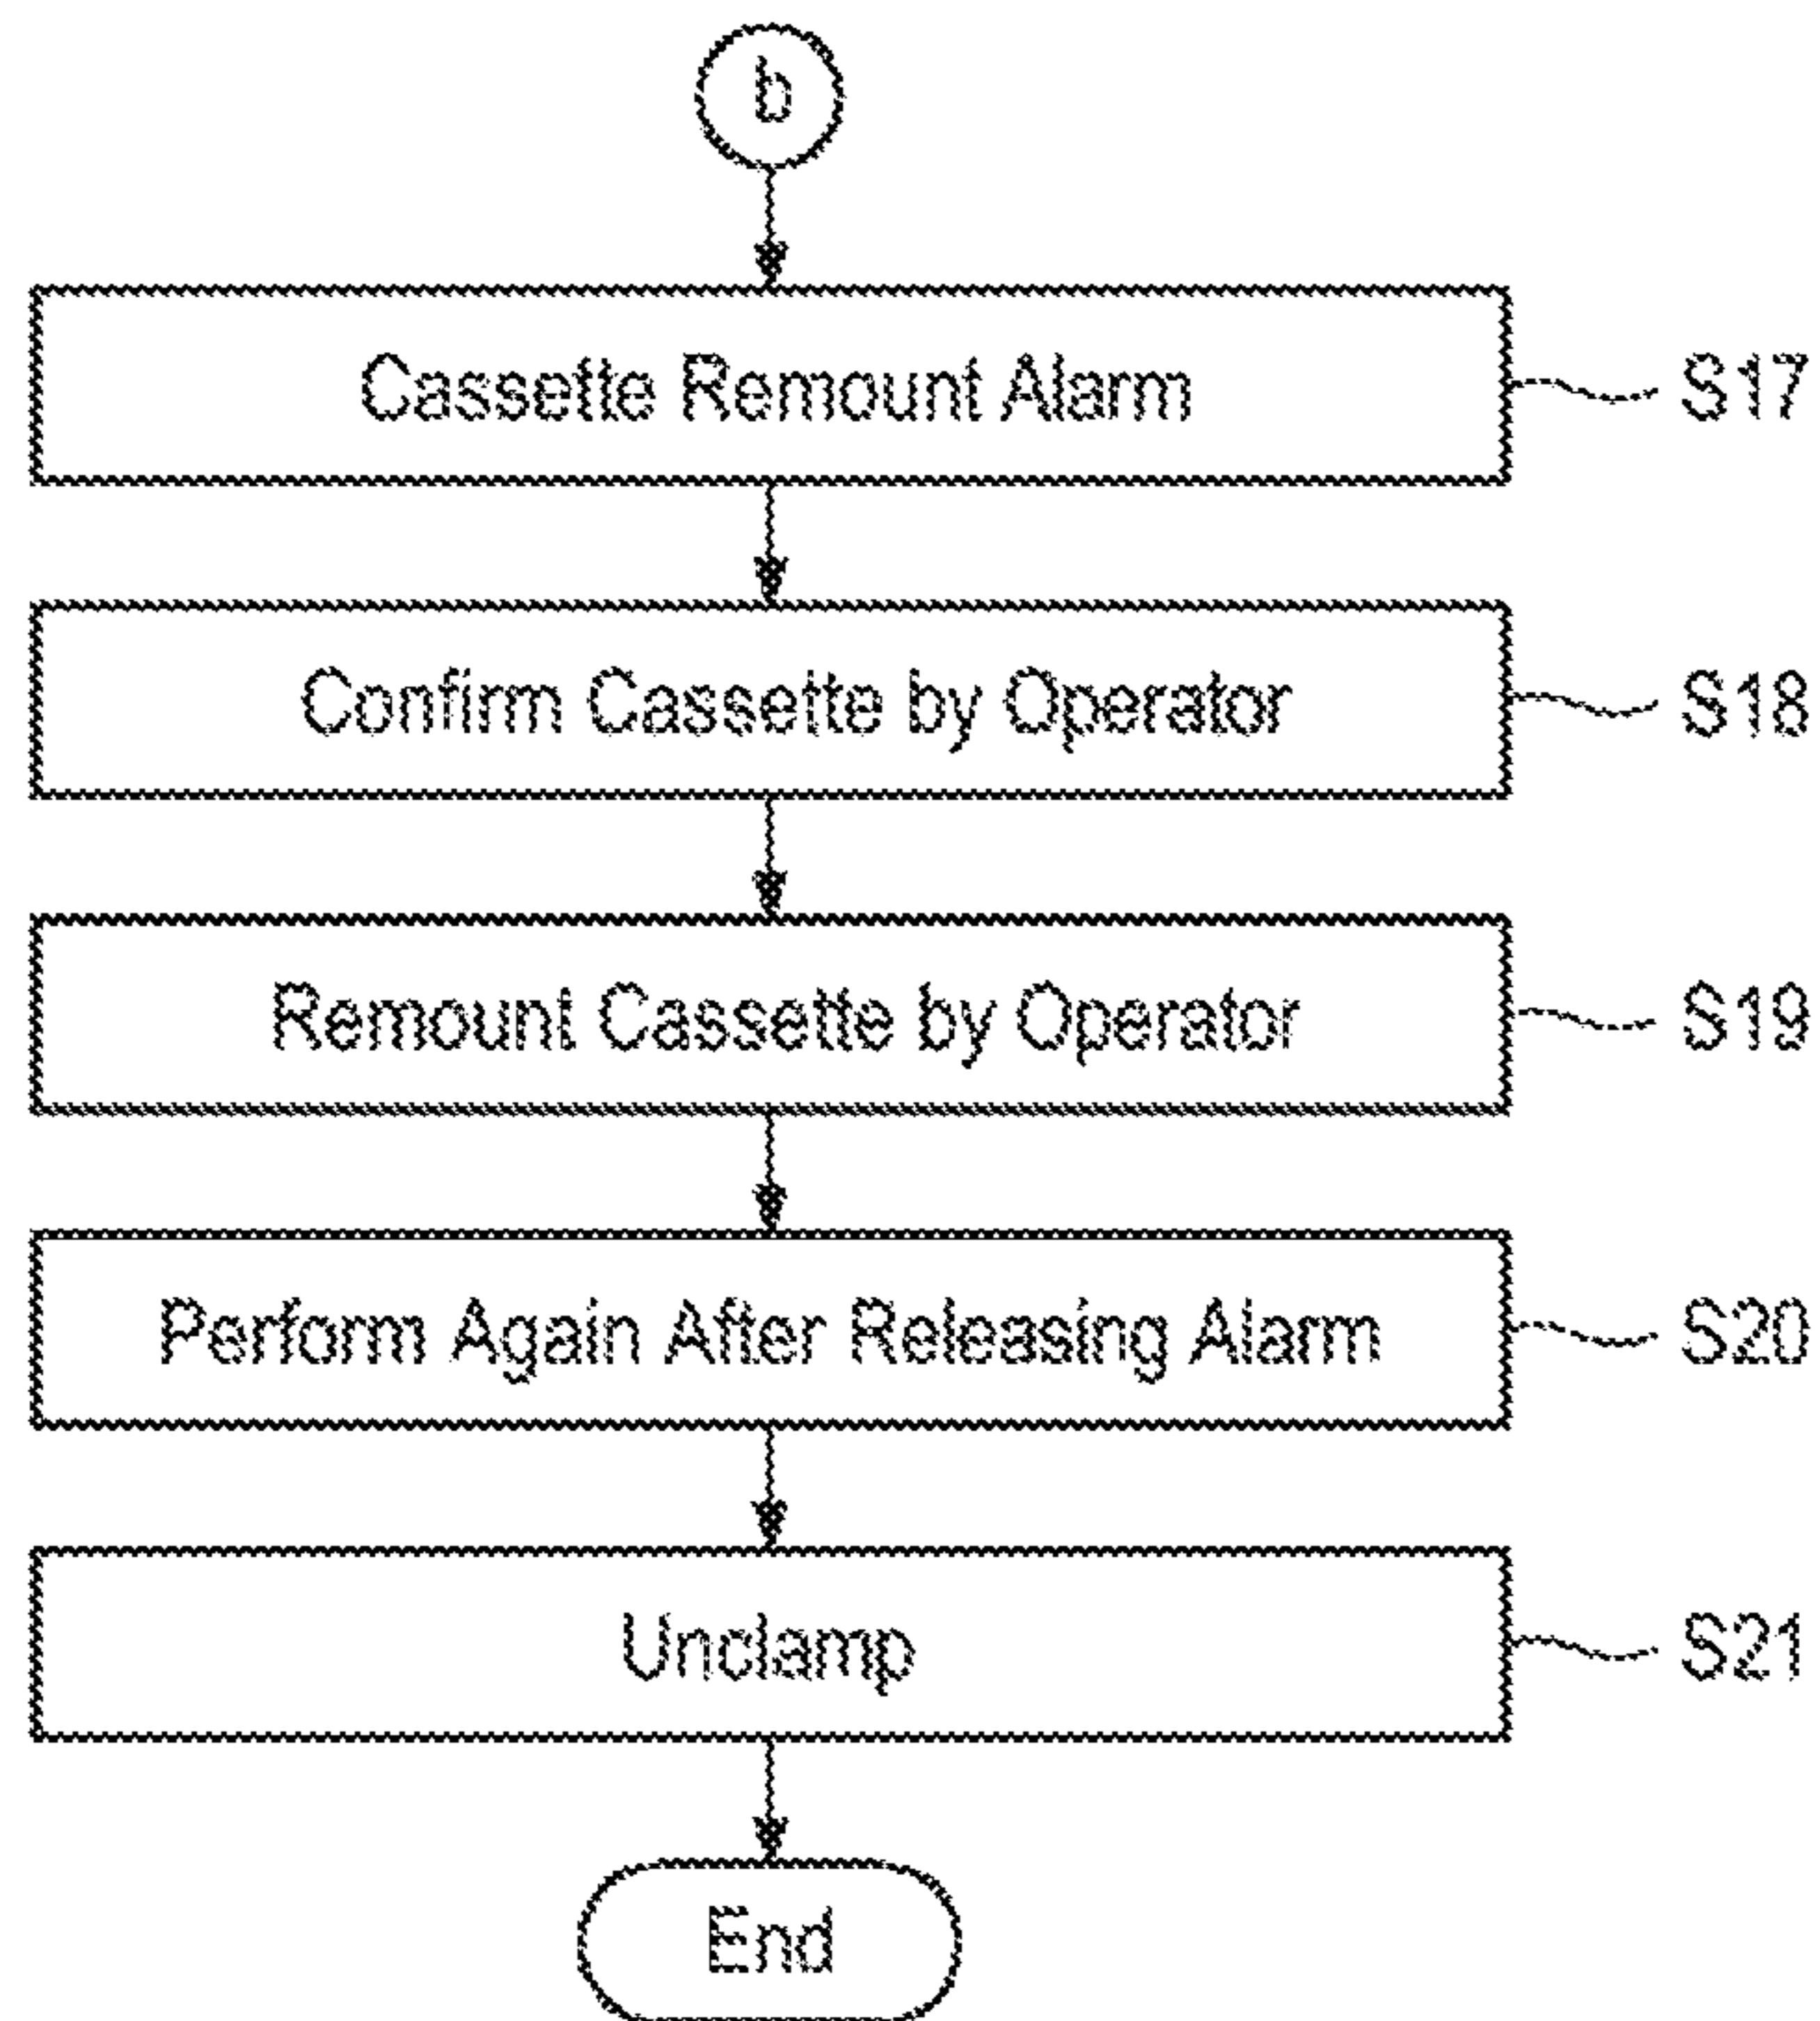 b
Cassette Remount Alarm
S17
Confirm Cassette by Operator
S18
Remount Cassette by Operator
S19
Perform Again After Releasing Alarm
S20
Unclamp
S21
End